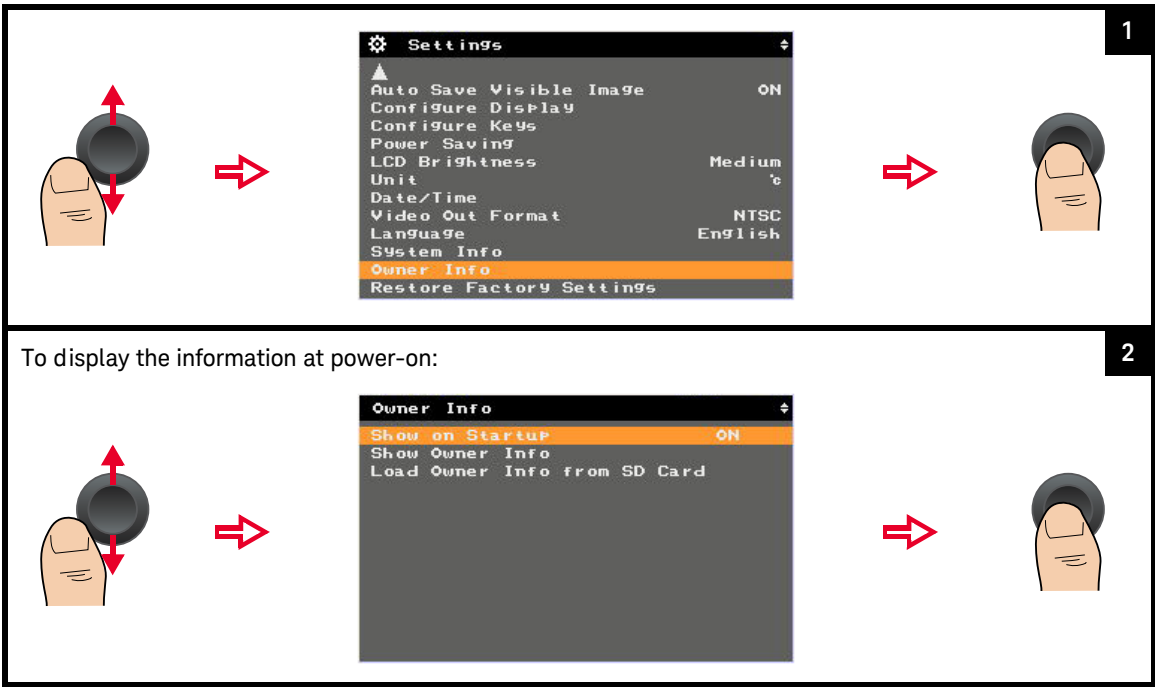 1
Settings
Auto Save Visible Image ON
Configure Display
Configure Keys
Power Saving
LCD Brightness Medium
Unit °c
Date/Time
Video Out Format NTSC
Language English
System Info
Owner Info
Restore Factory Settings
2
To display the information at power-on:
Owner Info
Show on Startup ON
Show Owner Info
Load Owner Info from SD Card